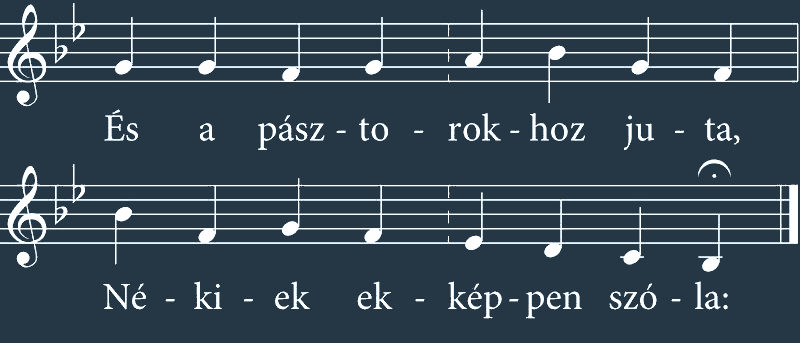 És a pász - to - rok - hoz ju - ta,
Né - ki - ek ek - kép - pen szó - la: